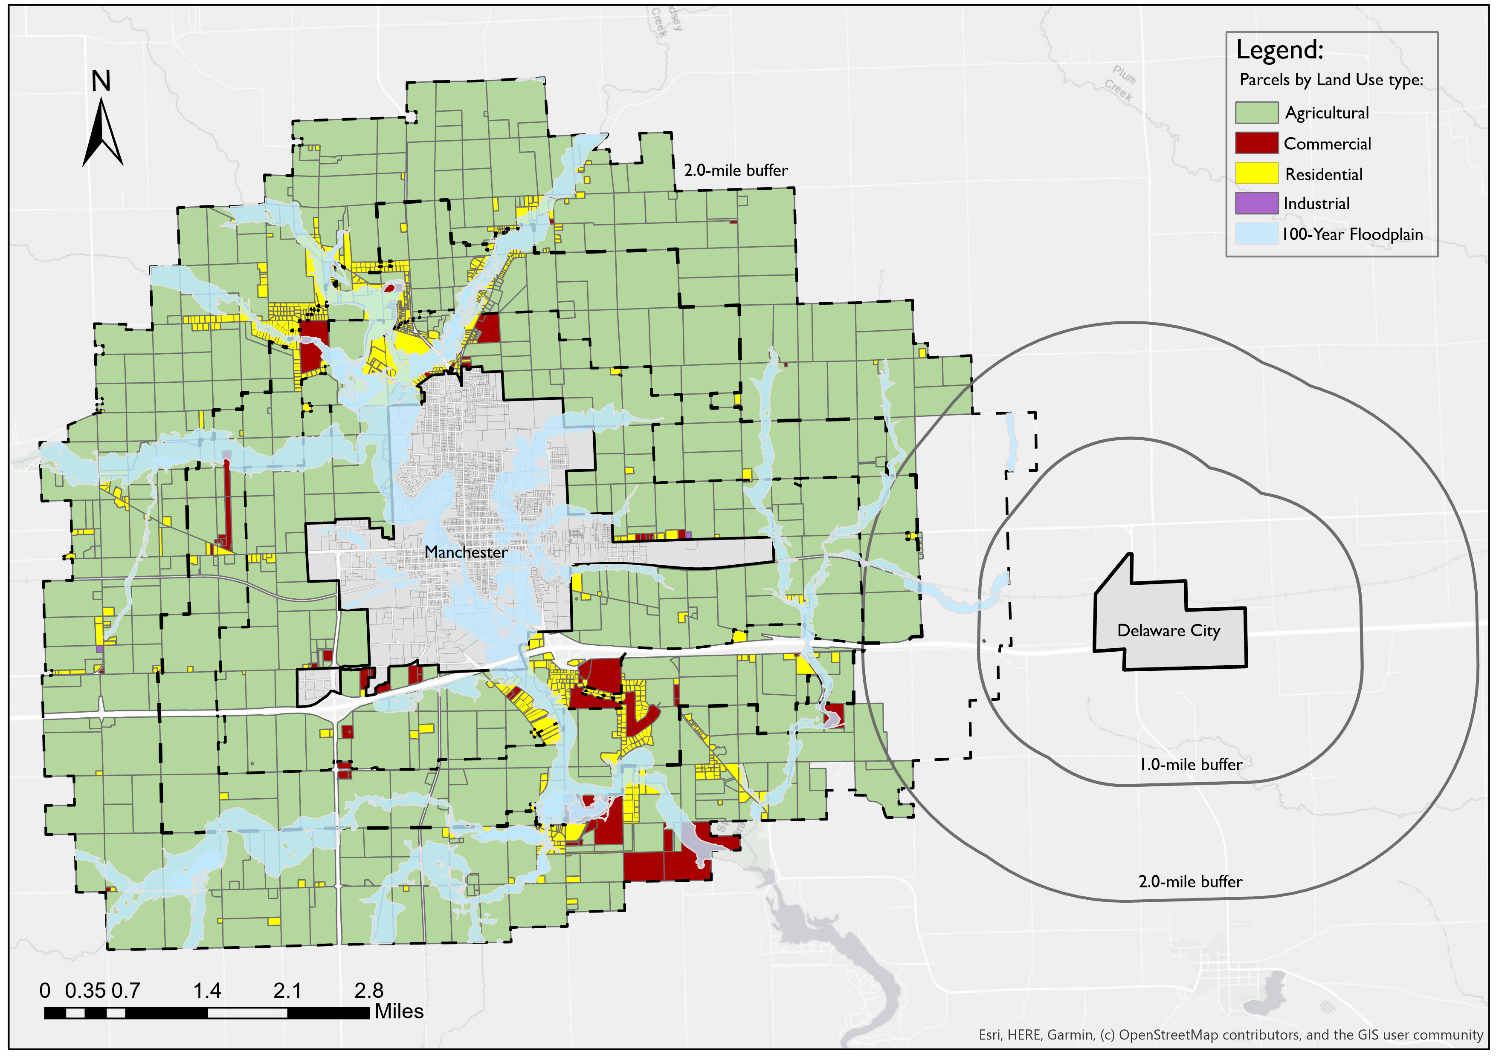 Legend:
Parcels by Land Use type:
Agricultural
Commercial
Residential
Industrial
100-Year Floodplain
N
Creek
Plum
Creek
2.0-mile buffer
Manchester
Delaware City
1.0-mile buffer
2.0-mile buffer
0 0.35 0.7 1.4 2.1 2.8
Miles
Esri, HERE, Garmin, (c) OpenStreetMap contributors, and the GIS user community